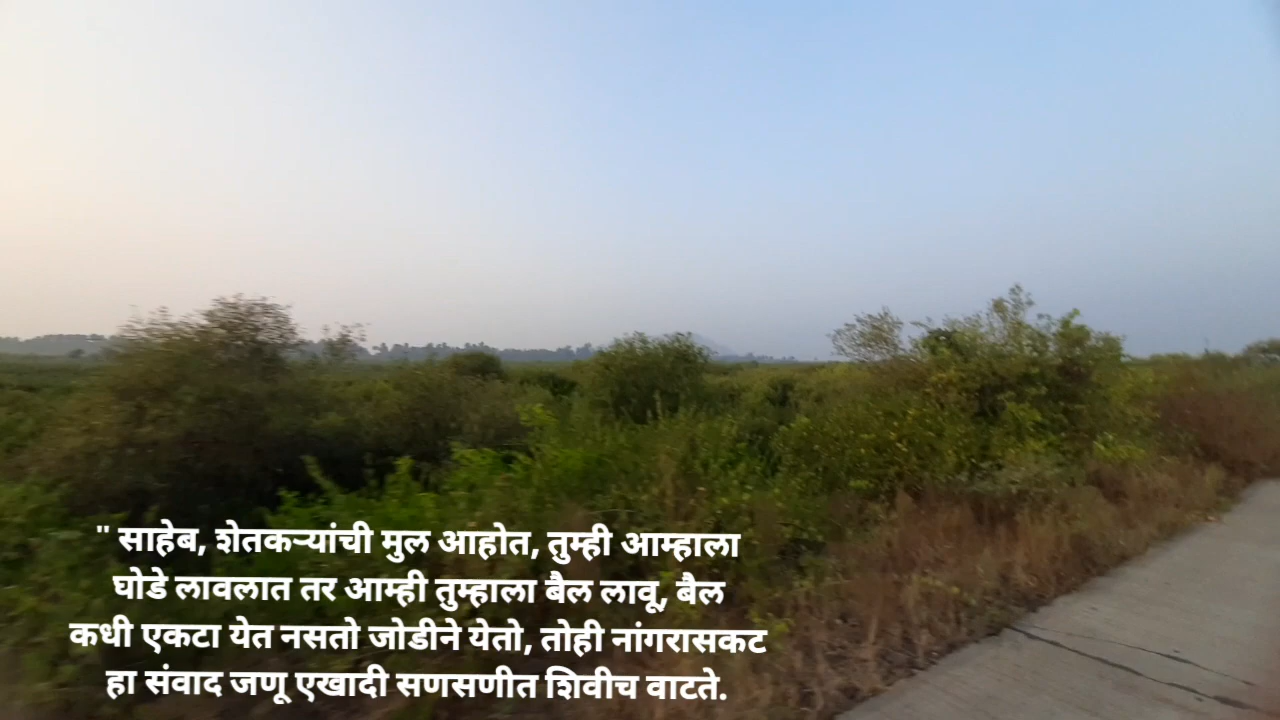 " साहेब, शेतकऱ्यांची मुल आहोत, तुम्ही आम्हाला
घोडे लावलात तर आम्ही तुम्हाला बैल लावू, बैल
कधी एकटा येत नसतो जोडीने येतो, तोही नांगरासकट
हा संवाद जणू एखादी सणसणीत शिवीच वाटते.